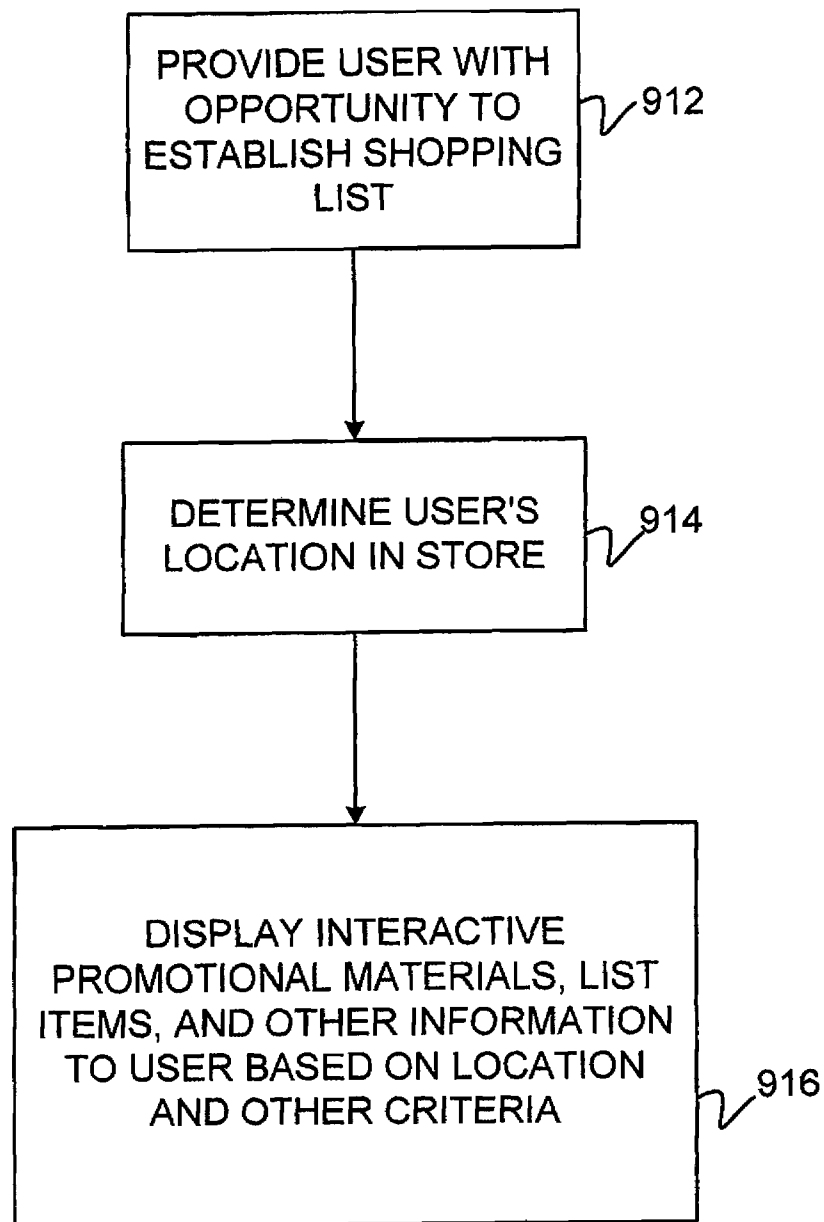 PROVIDE USER WITH
OPPORTUNITY TO
ESTABLISH SHOPPING
LIST
912
DETERMINE USER'S
LOCATION IN STORE
914
DISPLAY INTERACTIVE
PROMOTIONAL MATERIALS, LIST
ITEMS, AND OTHER INFORMATION
TO USER BASED ON LOCATION
AND OTHER CRITERIA
916